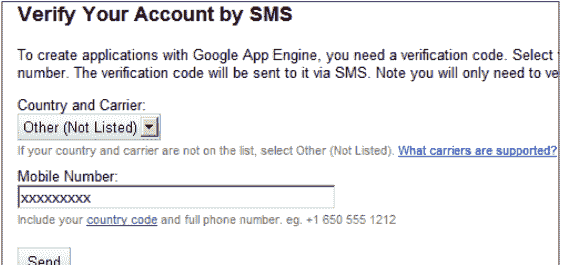 Verify Your Account by SMS
To create applications with Google App Engine, you need a verification code. Select
number. The verification code will be sent to it via SMS. Note you will only need to ve
Country and Carrier:
Other (Not Listed)
If your country and carrier are not on the list, select Other (Not Listed). What carriers are supported?
Mobile Number:
xxxxxxxxx
Include your country code and full phone number. eg. +1 650 555 1212
Send